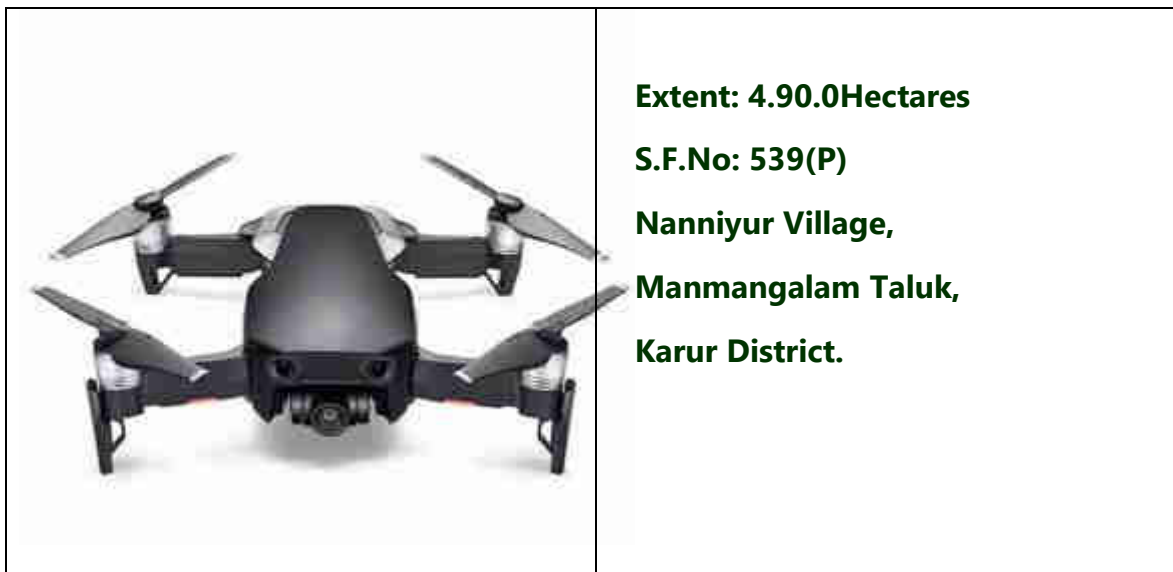 Extent: 4.90.0Hectares
S.F.No: 539(P)
Nanniyur Village,
Manmangalam Taluk,
Karur District.